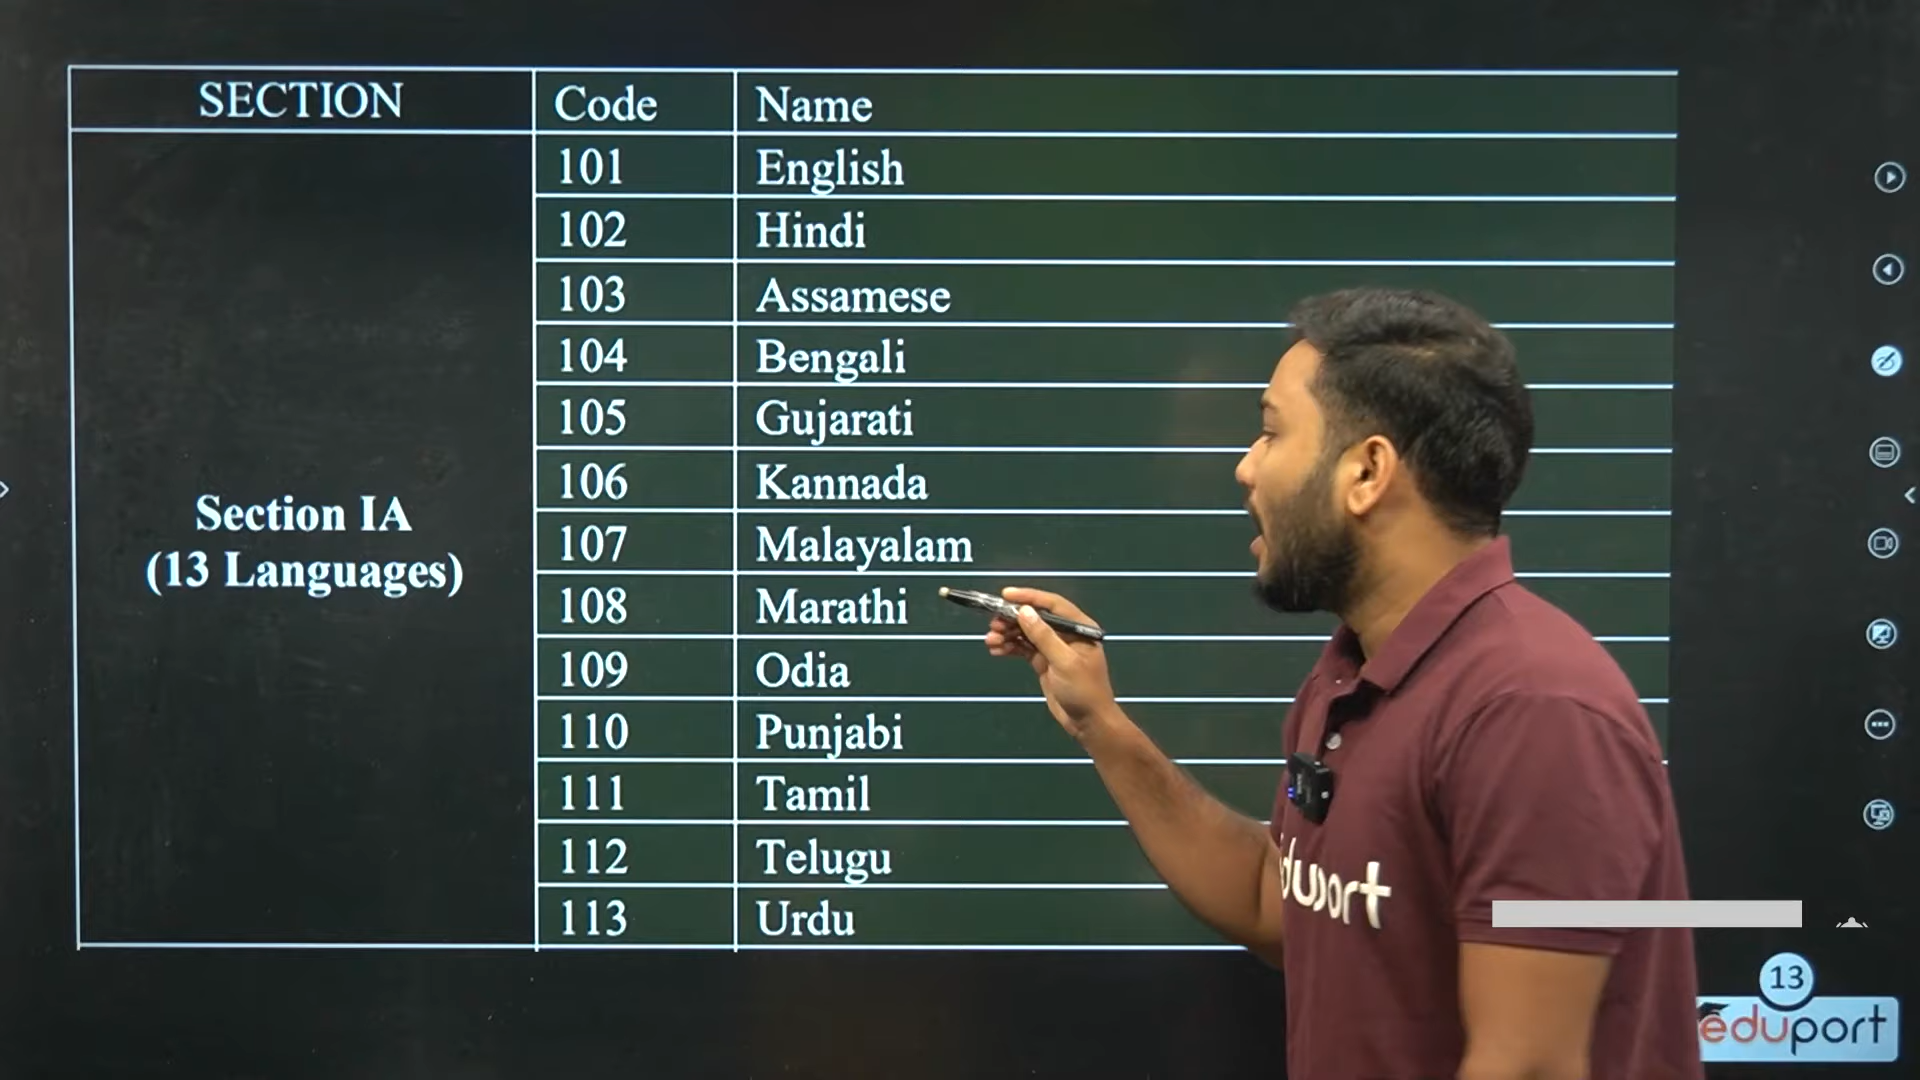 SECTION Code Name
101 English
102 Hindi
103 Assamese
104 Bengali
105 Gujarati
106 Kannada
Section IA
(13 Languages)
107 Malayalam
108 Marathi
109 Odia
110 Punjabi
111 Tamil
112 Telugu
113 Urdu
eduport
13
eduport